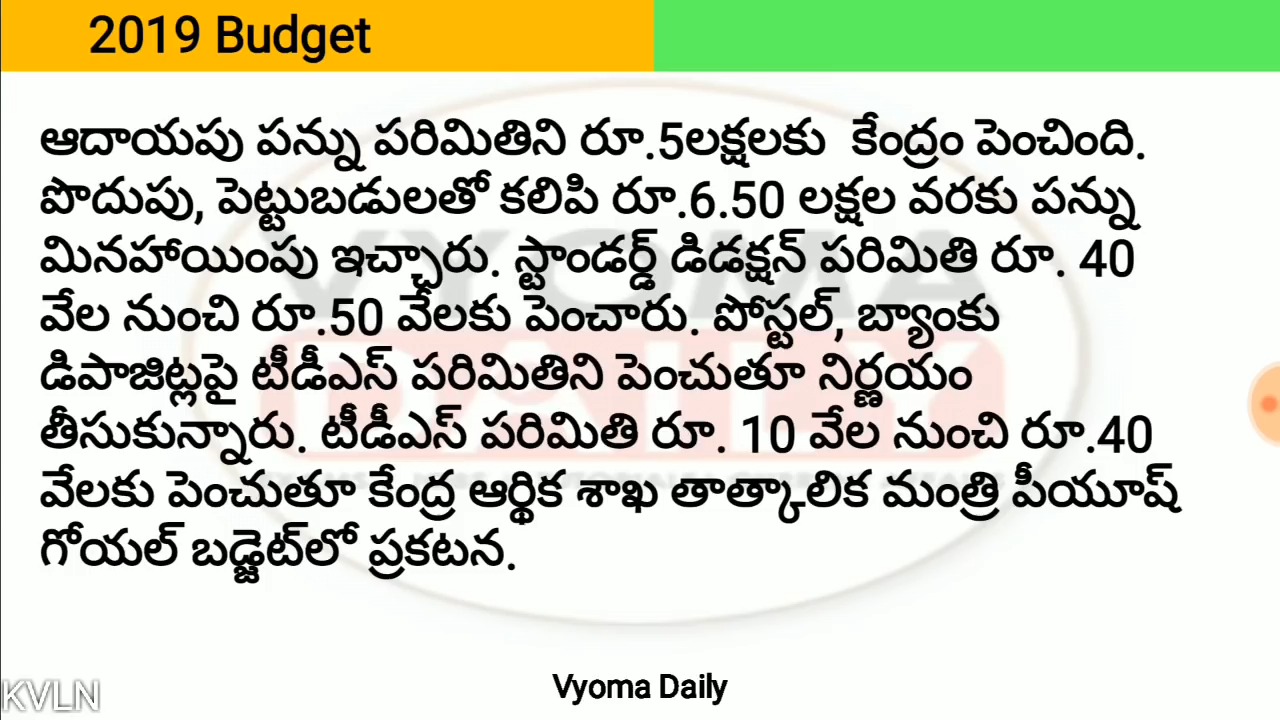 2019 Budget
ఆదాయపు పన్ను పరిమితిని రూ.5లక్షలకు కేంద్రం పెంచింది.
పొదుపు, పెట్టుబడులతో కలిపి రూ.6.50 లక్షల వరకు పన్ను
మినహాయింపు ఇచ్చారు. స్టాండర్డ్ డిడక్షన్ పరిమితి రూ. 40
వేల నుంచి రూ.50 వేలకు పెంచారు. పోస్టల్, బ్యాంకు
డిపాజిట్లపై టీడీఎస్ పరిమితిని పెంచుతూ నిర్ణయం
తీసుకున్నారు. టీడీఎస్ పరిమితి రూ. 10 వేల నుంచి రూ.40
వేలకు పెంచుతూ కేంద్ర ఆర్థిక శాఖ తాత్కాలిక మంత్రి పీయూష్
గోయల్ బడ్జెట్‌లో ప్రకటన.
VYOMA
DAILY
Vyoma Daily
KVLN